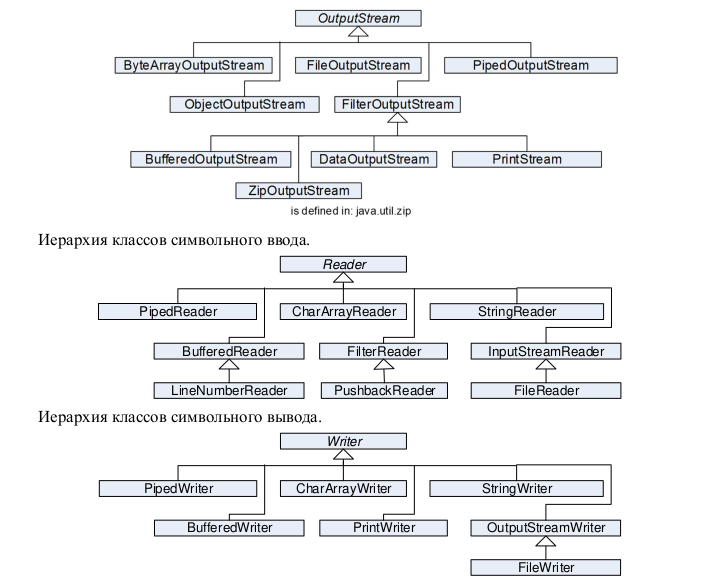 OutputStream
ByteArrayOutputStream FileOutputStream PipedOutputStream
ObjectOutputStream FilterOutputStream
BufferedOutputStream DataOutputStream PrintStream
ZipOutputStream
is defined in: java.util.zip
Иерархия классов символьного ввода.
Reader
PipedReader CharArrayReader StringReader
BufferedReader FilterReader InputStreamReader
LineNumberReader PushbackReader FileReader
Иерархия классов символьного вывода.
Writer
PipedWriter CharArrayWriter StringWriter
BufferedWriter PrintWriter OutputStreamWriter
FileWriter